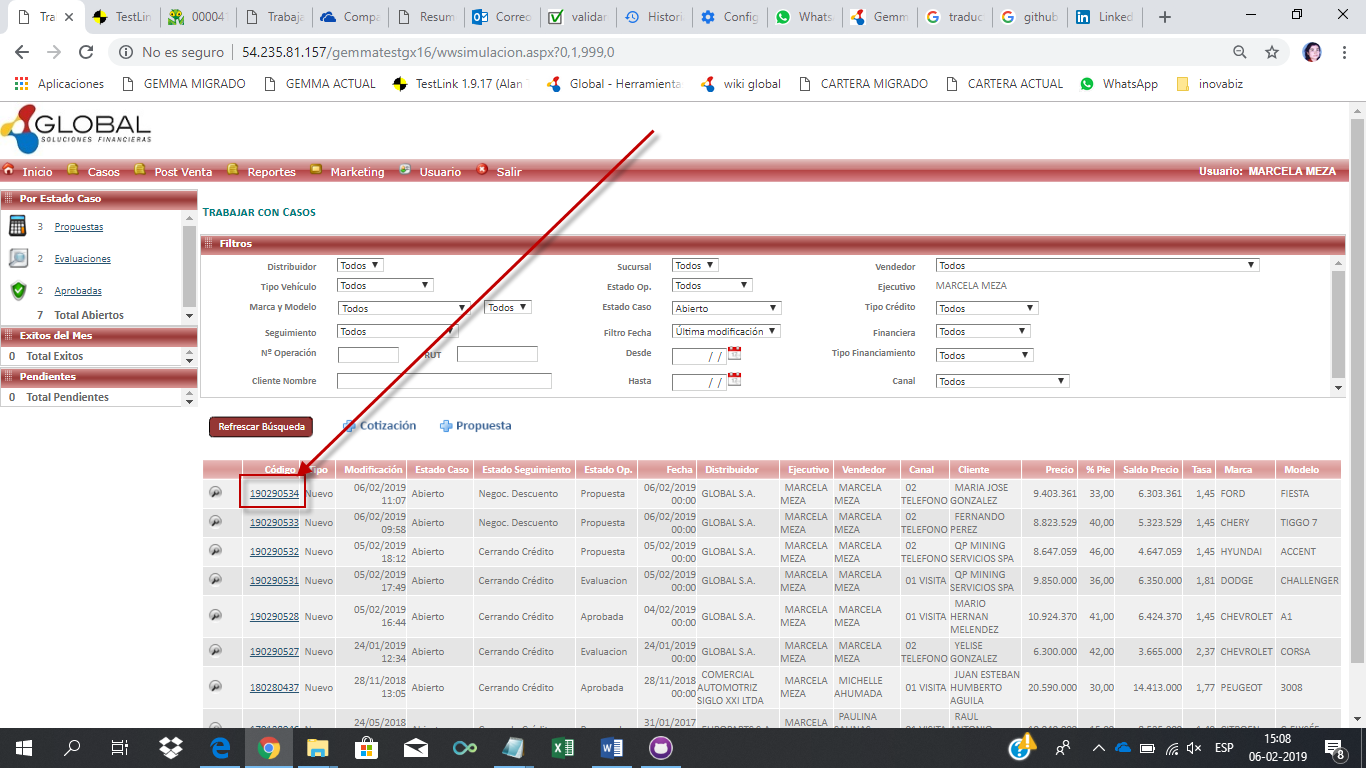 Tra
TestLink
000041
Trabaja
Compa
Resum
Correo
validar
Histori
Config
Whats
Gemm
traduc
github
Linked
No es seguro | 54.235.81.157/gemmatestgx16/wwsimulacion.aspx?0,1,999,0
Aplicaciones
GEMMA MIGRADO
GEMMA ACTUAL
TestLink 1.9.17 (Alan
Global - Herramienta
wiki global
CARTERA MIGRADO
CARTERA ACTUAL
WhatsApp
inovabiz
GLOBAL
SOLUCIONES FINANCIERAS
Inicio Casos Post Venta Reportes Marketing Usuario Salir Usuario: MARCELA MEZA
Por Estado Caso
3 Propuestas
2 Evaluaciones
2 Aprobadas
7 Total Abiertos
Exitos del Mes
0 Total Exitos
Pendientes
0 Total Pendientes
TRABAJAR CON CASOS
Filtros
Distribuidor Todos Sucursal Todos Vendedor Todos
Tipo Vehículo Todos Estado Op. Todos Ejecutivo MARCELA MEZA
Marca y Modelo Todos Todos Estado Caso Abierto Tipo Crédito Todos
Seguimiento Todos Filtro Fecha Última modificación Financiera Todos
Nº Operación RUT Desde / / Tipo Financiamiento Todos
Cliente Nombre Hasta / / Canal Todos
Refrescar Búsqueda Cotización Propuesta
Código Tipo Modificación Estado Caso Estado Seguimiento Estado Op. Fecha Distribuidor Ejecutivo Vendedor Canal Cliente Precio % Pie Saldo Precio Tasa Marca Modelo
190290534 Nuevo 06/02/2019 11:07 Abierto Negoc. Descuento Propuesta 06/02/2019 00:00 GLOBAL S.A. MARCELA MEZA MARCELA MEZA 02 TELEFONO MARIA JOSE GONZALEZ 9.403.361 33,00 6.303.361 1,45 FORD FIESTA
190290533 Nuevo 06/02/2019 09:58 Abierto Negoc. Descuento Propuesta 06/02/2019 00:00 GLOBAL S.A. MARCELA MEZA MARCELA MEZA 02 TELEFONO FERNANDO PEREZ 8.823.529 40,00 5.323.529 1,45 CHERY TIGGO 7
190290532 Nuevo 05/02/2019 18:12 Abierto Cerrando Crédito Propuesta 05/02/2019 00:00 GLOBAL S.A. MARCELA MEZA MARCELA MEZA 02 TELEFONO QP MINING SERVICIOS SPA 8.647.059 46,00 4.647.059 1,45 HYUNDAI ACCENT
190290531 Nuevo 05/02/2019 17:49 Abierto Cerrando Crédito Evaluacion 05/02/2019 00:00 GLOBAL S.A. MARCELA MEZA MARCELA MEZA 01 VISITA QP MINING SERVICIOS SPA 9.850.000 36,00 6.350.000 1,81 DODGE CHALLENGER
190290528 Nuevo 05/02/2019 16:44 Abierto Cerrando Crédito Aprobada 04/02/2019 00:00 GLOBAL S.A. MARCELA MEZA MARCELA MEZA 01 VISITA MARIO HERNAN MELENDEZ 10.924.370 41,00 6.424.370 1,45 CHEVROLET A1
190290527 Nuevo 24/01/2019 12:34 Abierto Cerrando Crédito Evaluacion 24/01/2019 00:00 GLOBAL S.A. MARCELA MEZA MARCELA MEZA 02 TELEFONO YELISE GONZALEZ 6.300.000 42,00 3.665.000 2,37 CHEVROLET CORSA
180280437 Nuevo 28/11/2018 13:05 Abierto Cerrando Crédito Aprobada 28/11/2018 00:00 COMERCIAL AUTOMOTRIZ SIGLO XXI LTDA MARCELA MEZA MICHELLE AHUMADA 01 VISITA JUAN ESTEBAN HUMBERTO AGUILA 20.590.000 30,00 14.413.000 1,77 PEUGEOT 3008
24/05/2018 31/01/2017 MARCELA PAULINA RAUL
ESP
15:08
06-02-2019
8